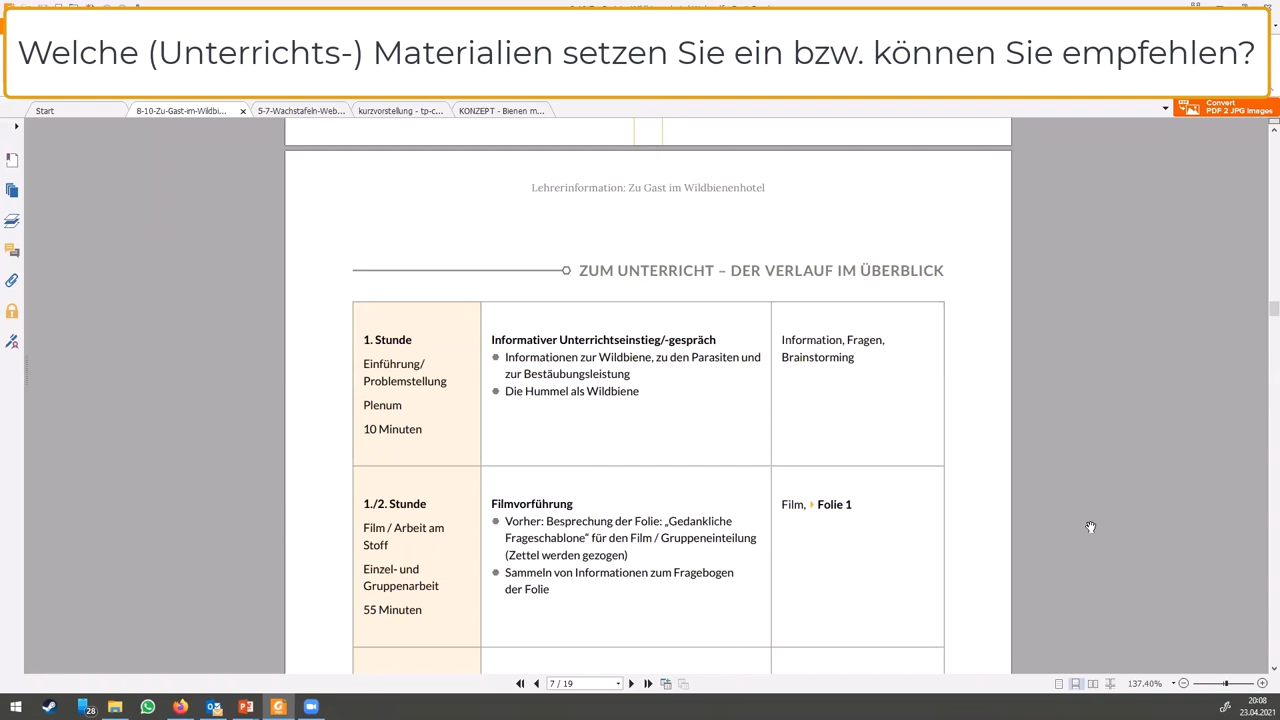 Welche (Unterrichts-) Materialien setzen Sie ein bzw. können Sie empfehlen?
Start
8-10-Zu-Gast-im-Wildbi...
5-7-Wachstafeln-Web...
kurzvorstellung - tp-c...
KONZEPT - Bienen m...
Convert
PDF 2 JPG Images
Lehrerinformation: Zu Gast im Wildbienenhotel
ZUM UNTERRICHT – DER VERLAUF IM ÜBERBLICK
1. Stunde
Einführung/
Problemstellung
Plenum
10 Minuten
Informativer Unterrichtseinstieg/-gespräch
Informationen zur Wildbiene, zu den Parasiten und
zur Bestäubungsleistung
Die Hummel als Wildbiene
Information, Fragen,
Brainstorming
1./2. Stunde
Film / Arbeit am
Stoff
Einzel- und
Gruppenarbeit
55 Minuten
Filmvorführung
Vorher: Besprechung der Folie: „Gedankliche
Frageschablone“ für den Film / Gruppeneinteilung
(Zettel werden gezogen)
Sammeln von Informationen zum Fragebogen
der Folie
Film, Folie 1
7 / 19
137.40%
28
20:08
23.04.2021